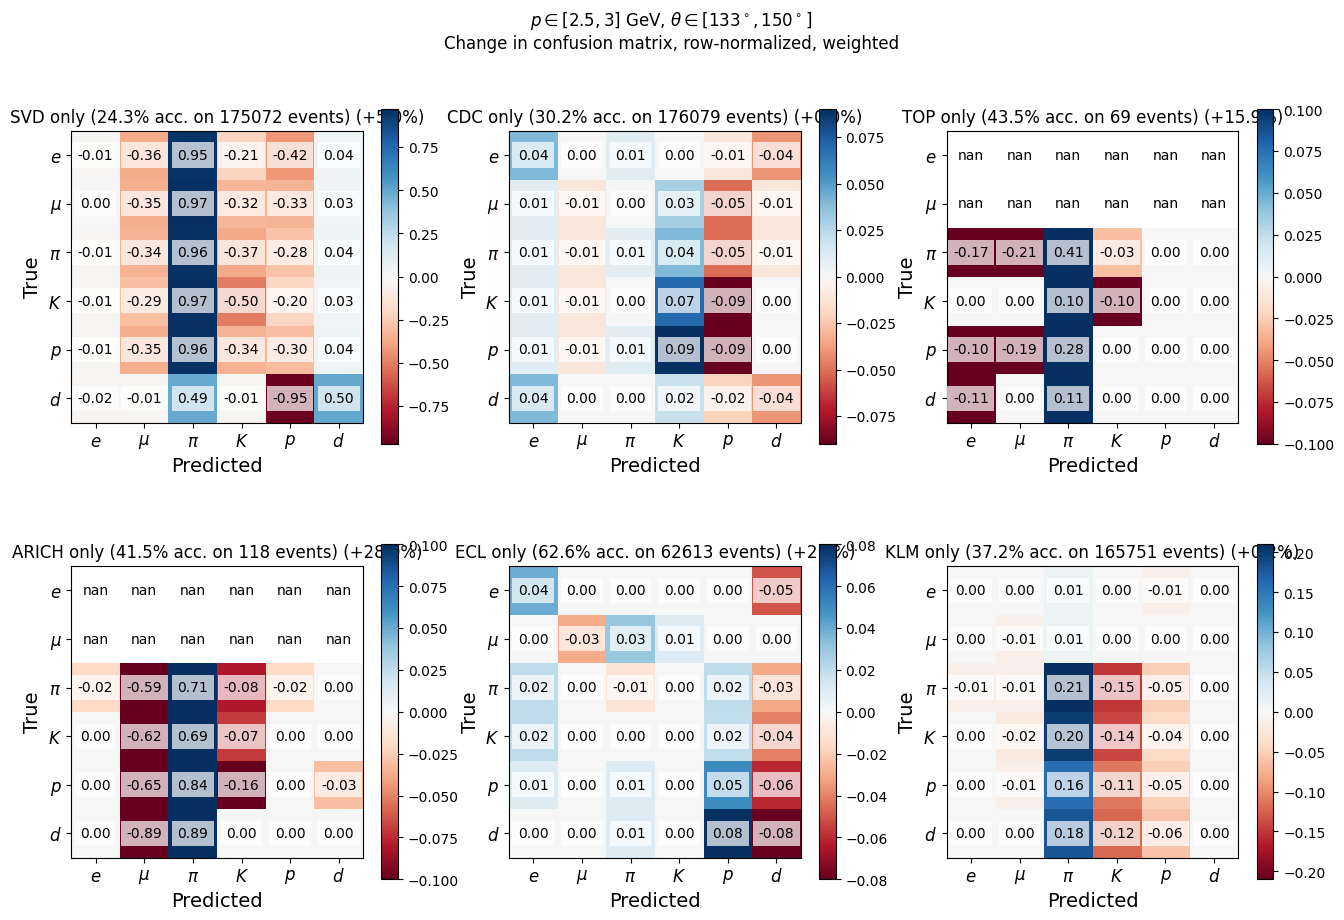 p ∈ [2.5, 3] GeV, θ ∈ [133°, 150°]
Change in confusion matrix, row-normalized, weighted
SVD only (24.3% acc. on 175072 events)
e -0.01 -0.36 0.95 -0.21 -0.42 0.04
μ 0.00 -0.35 0.97 -0.32 -0.33 0.03
π -0.01 -0.34 0.96 -0.37 -0.28 0.04
K -0.01 -0.29 0.97 -0.50 -0.20 0.03
p -0.01 -0.35 0.96 -0.34 -0.30 0.04
d -0.02 -0.01 0.49 -0.01 -0.95 0.50
e μ π K p d
True
Predicted
0.75
0.50
0.25
0.00
−0.25
−0.50
−0.75
CDC only (30.2% acc. on 176079 events)
e 0.04 0.00 0.01 0.00 -0.01 -0.04
μ 0.01 -0.01 0.00 0.03 -0.05 -0.01
π 0.01 -0.01 0.01 0.04 -0.05 -0.01
K 0.01 -0.01 0.00 0.07 -0.09 0.00
p 0.01 -0.01 0.01 0.09 -0.09 0.00
d 0.04 0.00 0.00 0.02 -0.02 -0.04
e μ π K p d
True
Predicted
0.075
0.050
0.025
0.000
−0.025
−0.050
−0.075
TOP only (43.5% acc. on 69 events)
e nan nan nan nan nan nan
μ nan nan nan nan nan nan
π -0.17 -0.21 0.41 -0.03 0.00 0.00
K 0.00 0.00 0.10 -0.10 0.00 0.00
p -0.10 -0.19 0.28 0.00 0.00 0.00
d -0.11 0.00 0.11 0.00 0.00 0.00
e μ π K p d
True
Predicted
0.100
0.075
0.050
0.025
0.000
−0.025
−0.050
−0.075
−0.100
ARICH only (41.5% acc. on 118 events)
e nan nan nan nan nan nan
μ nan nan nan nan nan nan
π -0.02 -0.59 0.71 -0.08 -0.02 0.00
K 0.00 -0.62 0.69 -0.07 0.00 0.00
p 0.00 -0.65 0.84 -0.16 0.00 -0.03
d 0.00 -0.89 0.89 0.00 0.00 0.00
e μ π K p d
True
Predicted
0.100
0.075
0.050
0.025
0.000
−0.025
−0.050
−0.075
−0.100
ECL only (62.6% acc. on 62613 events)
e 0.04 0.00 0.00 0.00 0.00 -0.05
μ 0.00 -0.03 0.03 0.01 0.00 0.00
π 0.02 0.00 -0.01 0.00 0.02 -0.03
K 0.02 0.00 0.00 0.00 0.02 -0.04
p 0.01 0.00 0.01 0.00 0.05 -0.06
d 0.00 0.00 0.01 0.00 0.08 -0.08
e μ π K p d
True
Predicted
0.08
0.06
0.04
0.02
0.00
−0.02
−0.04
−0.06
−0.08
KLM only (37.2% acc. on 165751 events)
e 0.00 0.00 0.01 0.00 -0.01 0.00
μ 0.00 -0.01 0.01 0.00 0.00 0.00
π -0.01 -0.01 0.21 -0.15 -0.05 0.00
K 0.00 -0.02 0.20 -0.14 -0.04 0.00
p 0.00 -0.01 0.16 -0.11 -0.05 0.00
d 0.00 0.00 0.18 -0.12 -0.06 0.00
e μ π K p d
True
Predicted
0.20
0.15
0.10
0.05
0.00
−0.05
−0.10
−0.15
−0.20